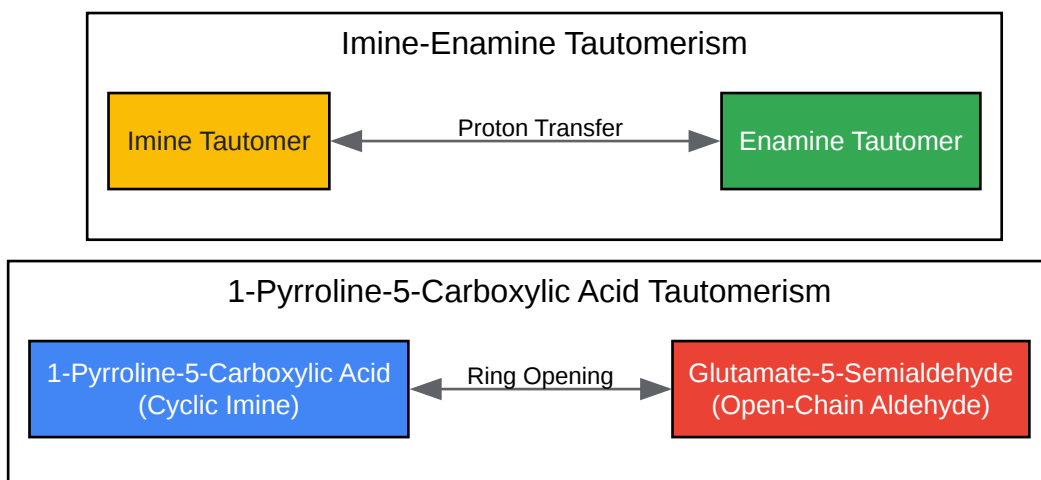 Imine-Enamine Tautomerism
Imine Tautomer
Proton Transfer
Enamine Tautomer
1-Pyrroline-5-Carboxylic Acid Tautomerism
1-Pyrroline-5-Carboxylic Acid
(Cyclic Imine)
Ring Opening
Glutamate-5-Semialdehyde
(Open-Chain Aldehyde)